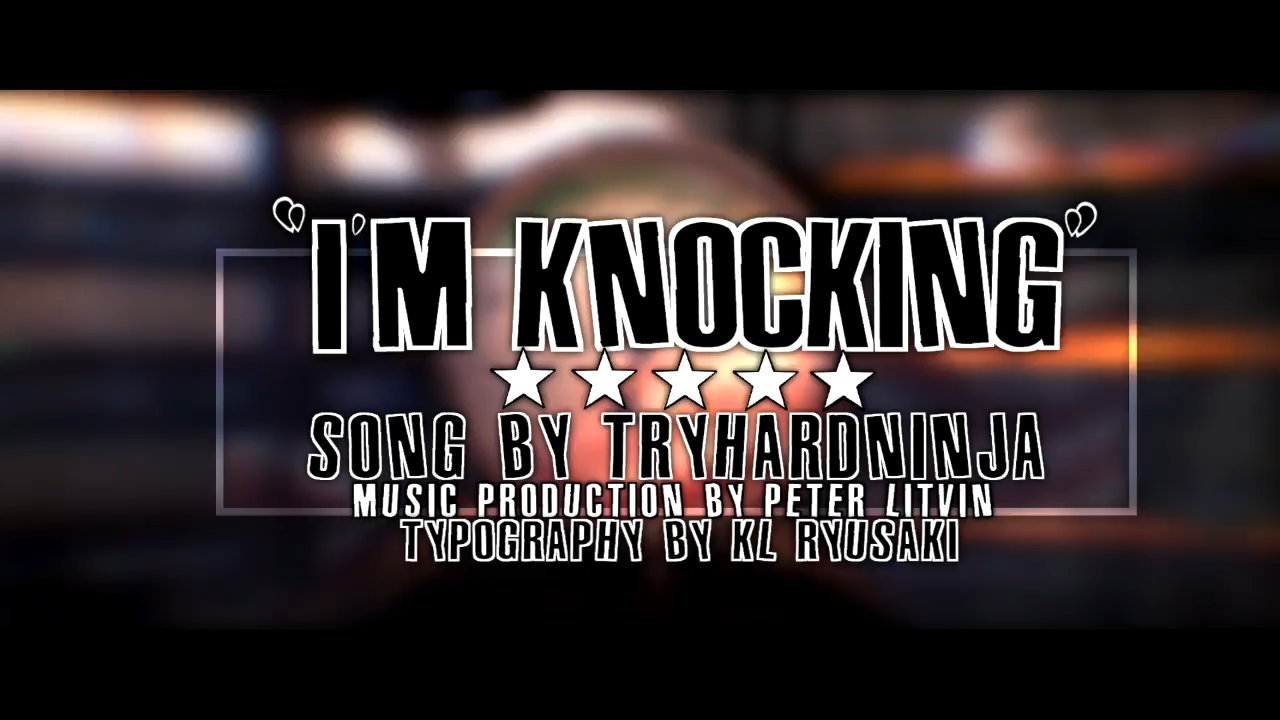 "I'M KNOCKING"
SONG BY TRYHARDNINJA
MUSIC PRODUCTION BY PETER LITVIN
TYPOGRAPHY BY KL RYUSAKI